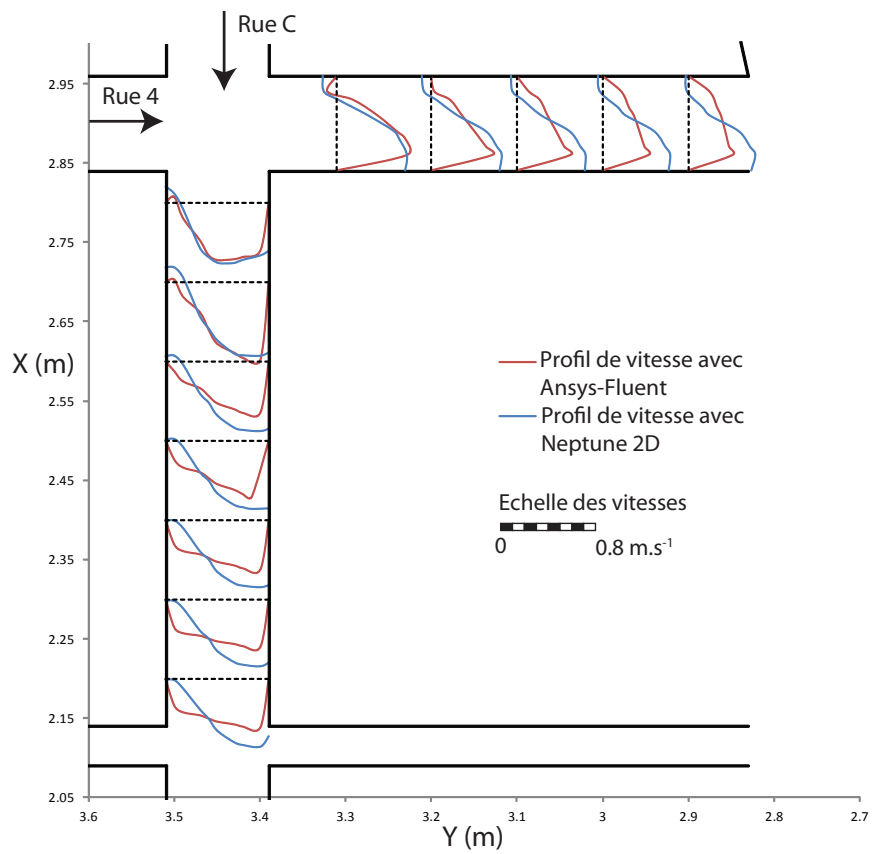 Rue C
Rue 4
2.95
2.85
2.75
2.65
2.55
2.45
2.35
2.25
2.15
2.05
X (m)
Profil de vitesse avec
Ansys-Fluent
Profil de vitesse avec
Neptune 2D
Echelle des vitesses
0 0.8 m.s⁻¹
3.6 3.5 3.4 3.3 3.2 3.1 3 2.9 2.8 2.7
Y (m)